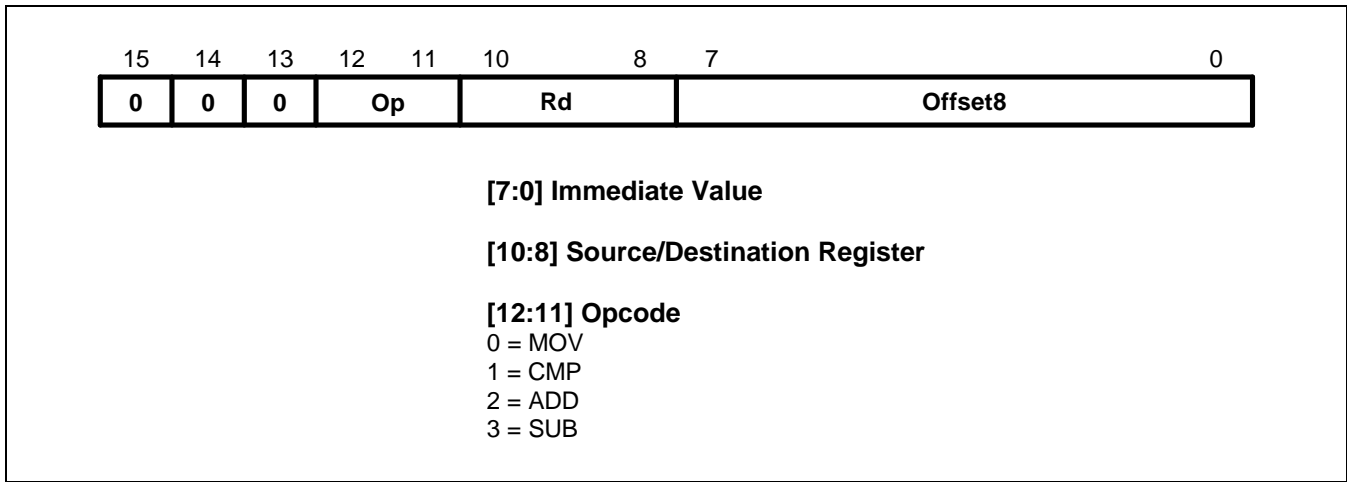 15 14 13 12 11 10 8 7 0
0 0 0 Op Rd Offset8
[7:0] Immediate Value
[10:8] Source/Destination Register
[12:11] Opcode
0 = MOV
1 = CMP
2 = ADD
3 = SUB